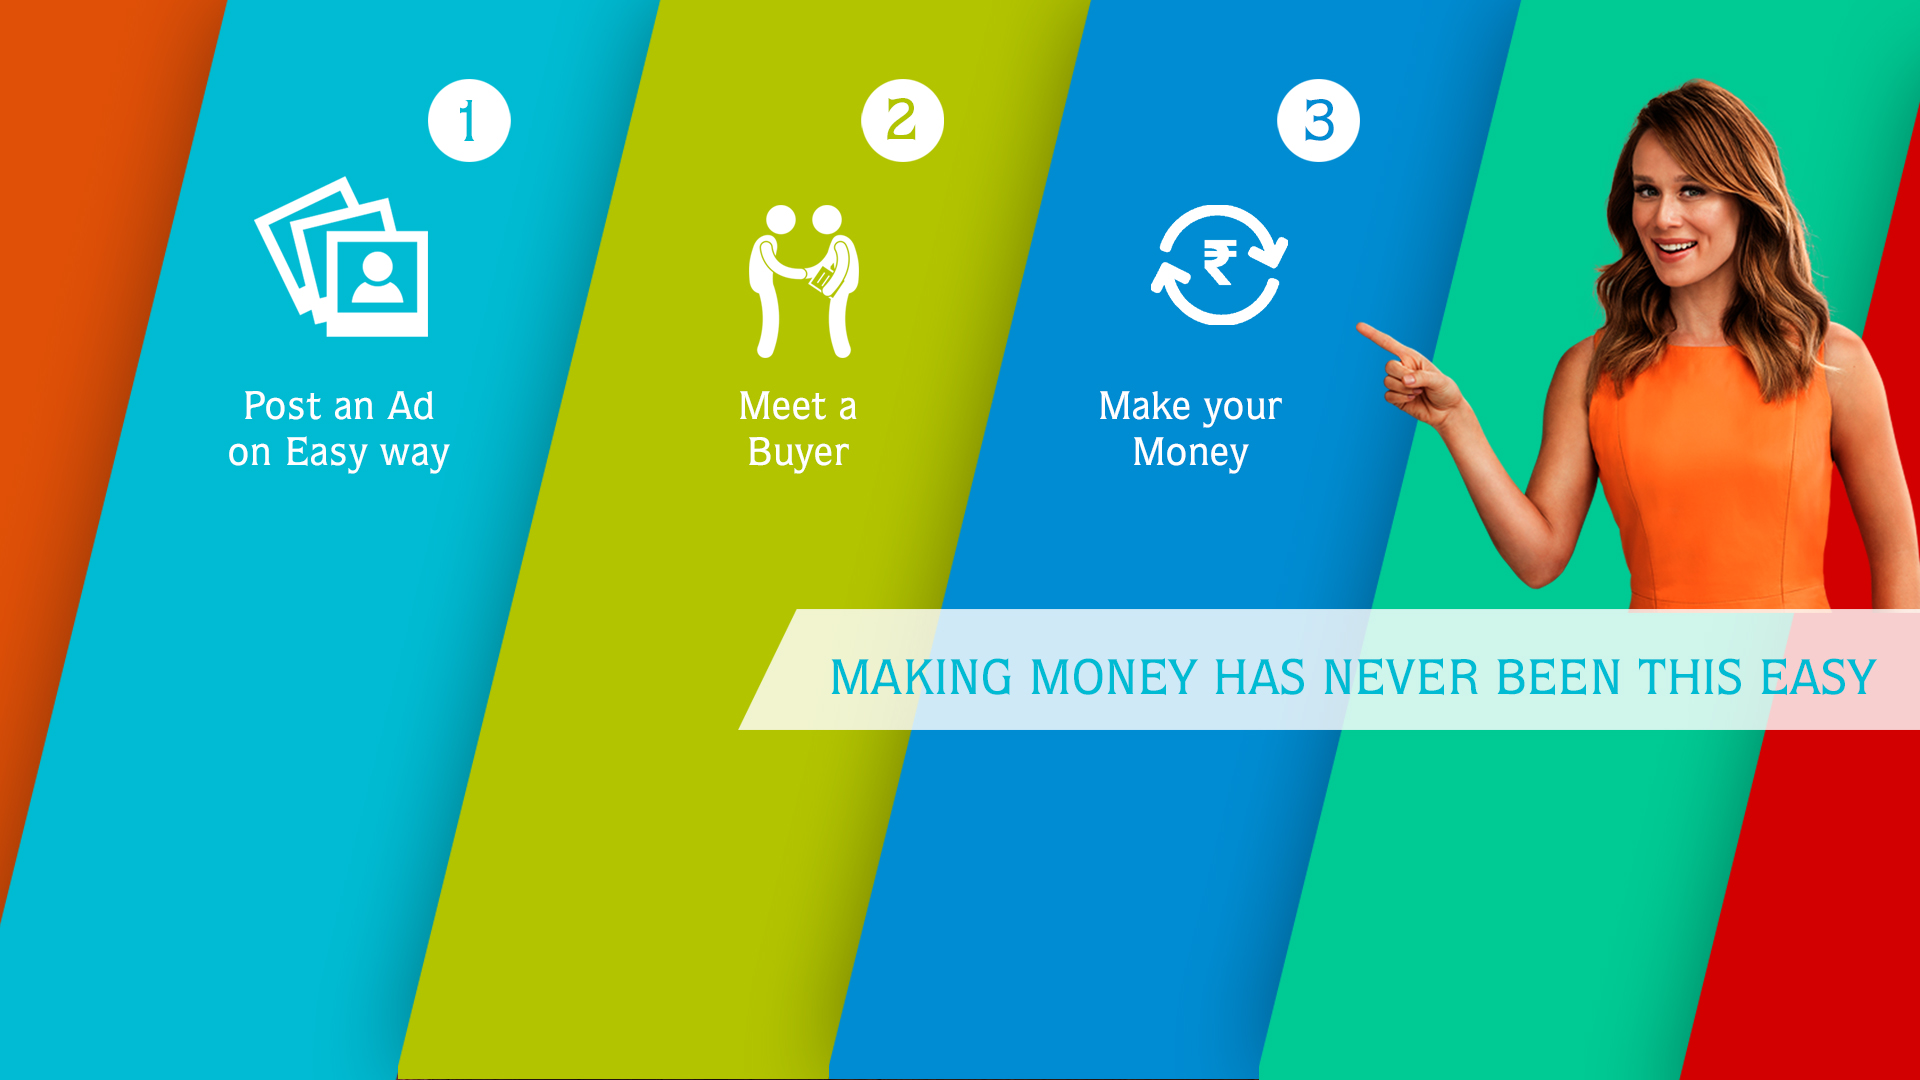 1
Post an Ad
on Easy way
2
Meet a
Buyer
3
₹
Make your
Money
MAKING MONEY HAS NEVER BEEN THIS EASY